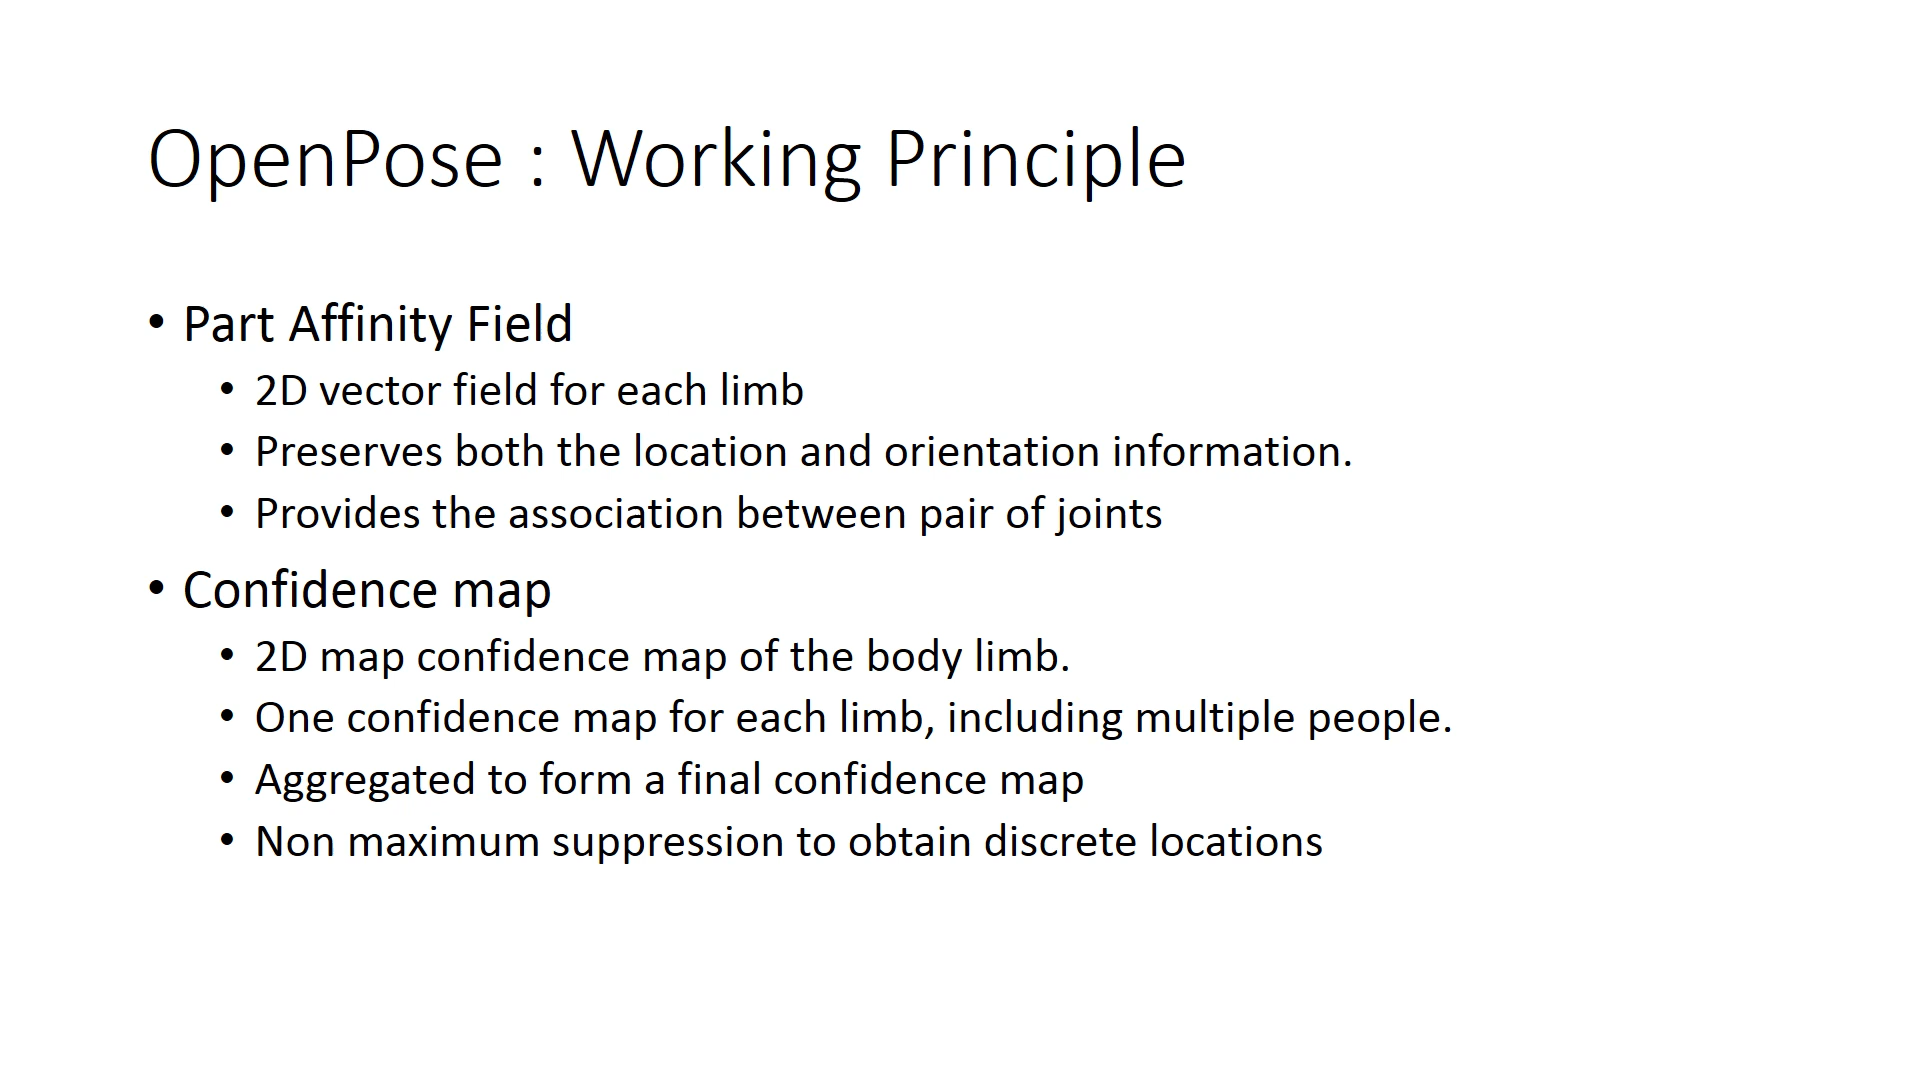 OpenPose : Working Principle
• Part Affinity Field
• 2D vector field for each limb
• Preserves both the location and orientation information.
• Provides the association between pair of joints
• Confidence map
• 2D map confidence map of the body limb.
• One confidence map for each limb, including multiple people.
• Aggregated to form a final confidence map
• Non maximum suppression to obtain discrete locations